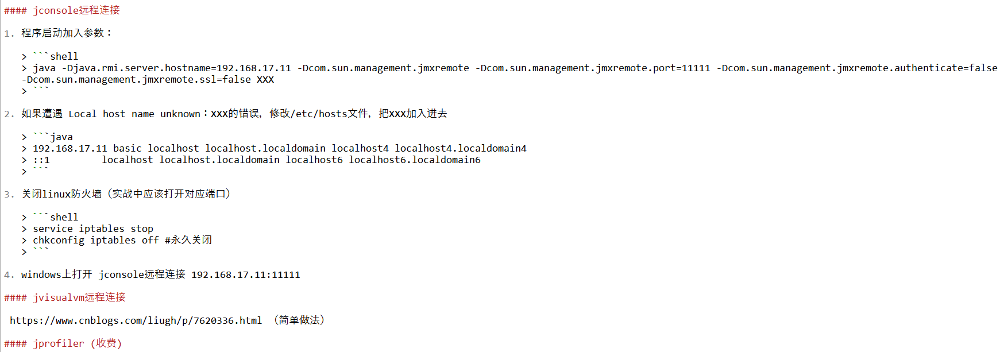 #### jconsole远程连接
1. 程序启动加入参数：
> ```shell
> java -Djava.rmi.server.hostname=192.168.17.11 -Dcom.sun.management.jmxremote -Dcom.sun.management.jmxremote.port=11111 -Dcom.sun.management.jmxremote.authenticate=false
-Dcom.sun.management.jmxremote.ssl=false XXX
> ```
2. 如果遭遇 Local host name unknown：XXX的错误，修改/etc/hosts文件，把XXX加入进去
> ```java
> 192.168.17.11 basic localhost localhost.localdomain localhost4 localhost4.localdomain4
> ::1         localhost localhost.localdomain localhost6 localhost6.localdomain6
> ```
3. 关闭linux防火墙（实战中应该打开对应端口）
> ```shell
> service iptables stop
> chkconfig iptables off #永久关闭
> ```
4. windows上打开 jconsole远程连接 192.168.17.11:11111
#### jvisualvm远程连接
https://www.cnblogs.com/liugh/p/7620336.html （简单做法）
#### jprofiler (收费)